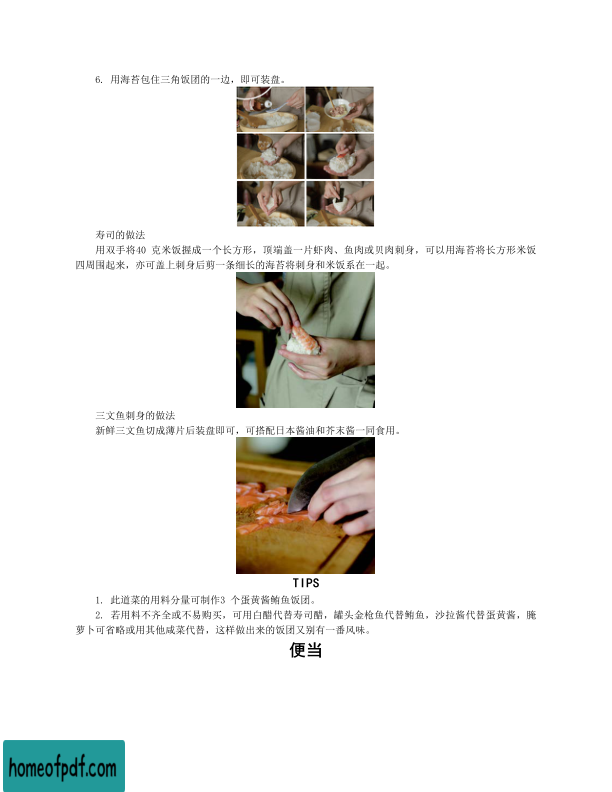 6. 用海苔包住三角饭团的一边，即可装盘。
寿司的做法
用双手将40 克米饭握成一个长方形，顶端盖一片虾肉、鱼肉或贝肉刺身，可以用海苔将长方形米饭
四周围起来，亦可盖上刺身后剪一条细长的海苔将刺身和米饭系在一起。
三文鱼刺身的做法
新鲜三文鱼切成薄片后装盘即可，可搭配日本酱油和芥末酱一同食用。
TIPS
1. 此道菜的用料分量可制作3 个蛋黄酱鲔鱼饭团。
2. 若用料不齐全或不易购买，可用白醋代替寿司醋，罐头金枪鱼代替鲔鱼，沙拉酱代替蛋黄酱，腌
萝卜可省略或用其他咸菜代替，这样做出来的饭团又别有一番风味。
便当
homeofpdf.com